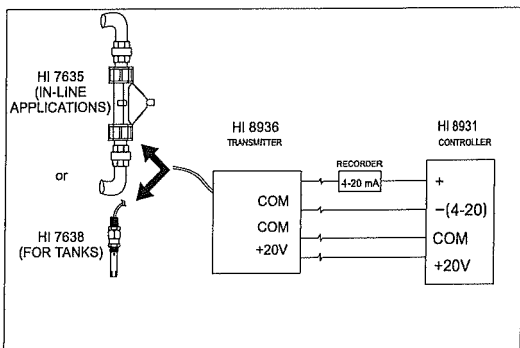 HI 7635
(IN-LINE
APPLICATIONS)
or
HI 7638
(FOR TANKS)
HI 8936
TRANSMITTER
COM
COM
+20V
RECORDER
4-20 mA
HI 8931
CONTROLLER
+
−(4-20)
COM
+20V